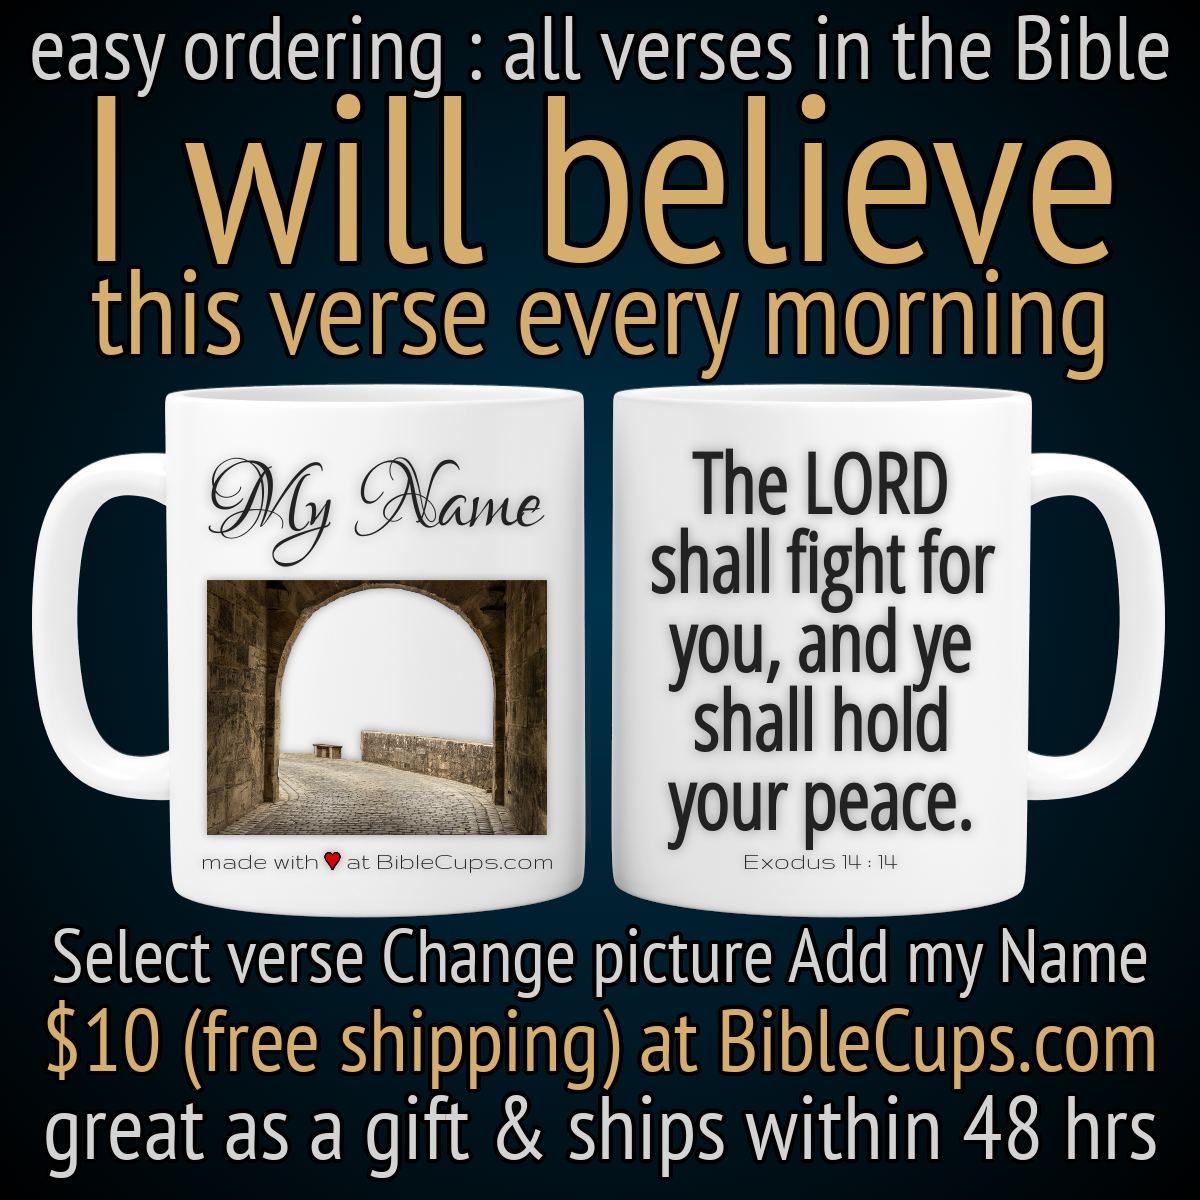 easy ordering : all verses in the Bible
I will believe
this verse every morning
My Name
made with ♥ at BibleCups.com
The LORD
shall fight for
you, and ye
shall hold
your peace.
Exodus 14 : 14
Select verse Change picture Add my Name
$10 (free shipping) at BibleCups.com
great as a gift & ships within 48 hrs